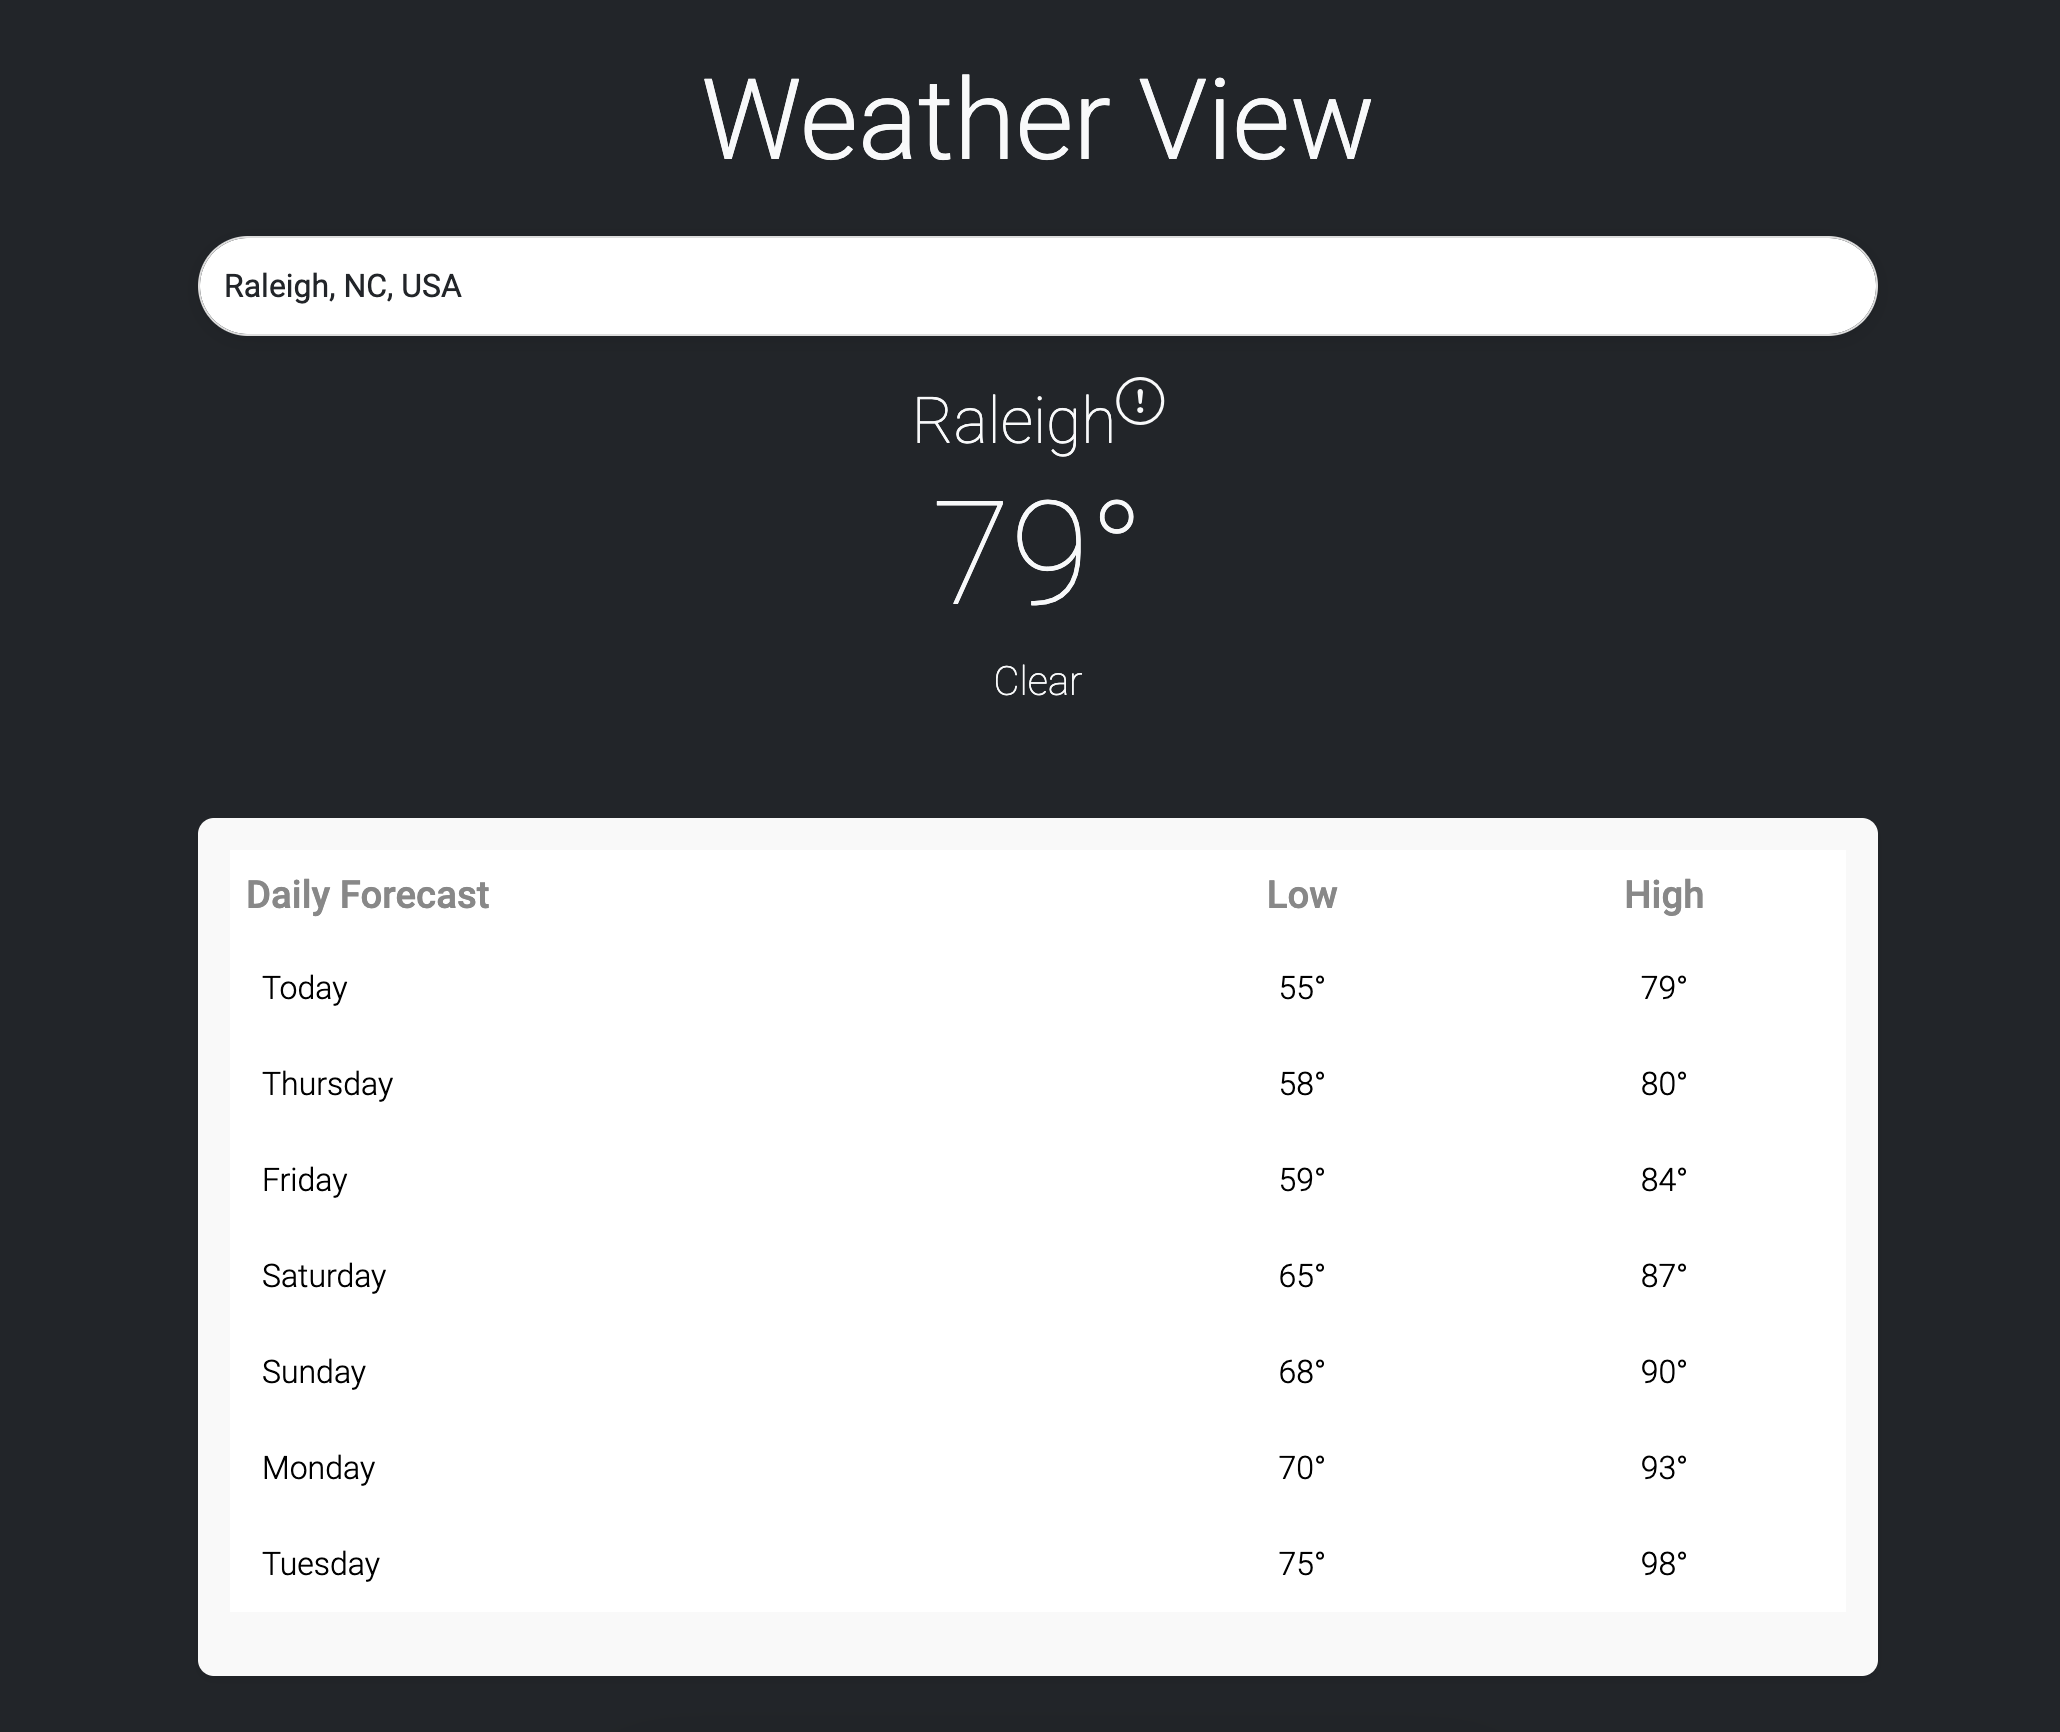 Weather View
Raleigh, NC, USA
Raleigh
79°
Clear
Daily Forecast Low High
Today 55° 79°
Thursday 58° 80°
Friday 59° 84°
Saturday 65° 87°
Sunday 68° 90°
Monday 70° 93°
Tuesday 75° 98°